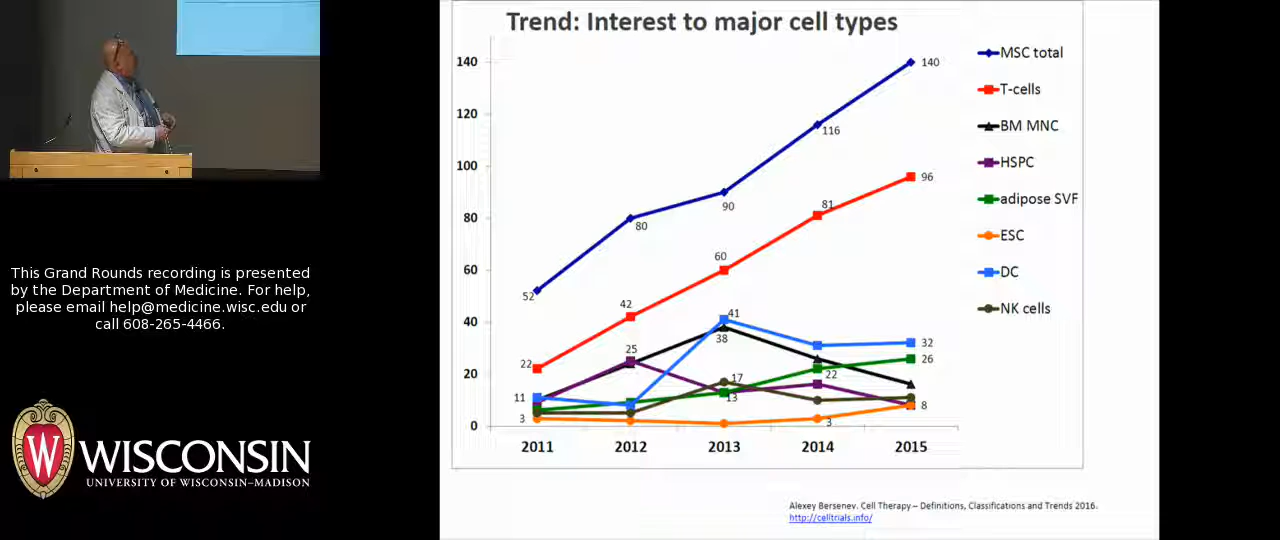 Trend: Interest to major cell types
140
120
100
80
60
40
20
0
52
80
90
116
140
22
42
60
81
96
11
25
41
38
17
13
22
32
26
8
3
3
2011 2012 2013 2014 2015
MSC total
T-cells
BM MNC
HSPC
adipose SVF
ESC
DC
NK cells
Alexey Bersenev. Cell Therapy – Definitions, Classifications and Trends 2016.
http://celltrials.info/
This Grand Rounds recording is presented
by the Department of Medicine. For help,
please email help@medicine.wisc.edu or
call 608-265-4466.
W
WISCONSIN
UNIVERSITY OF WISCONSIN–MADISON